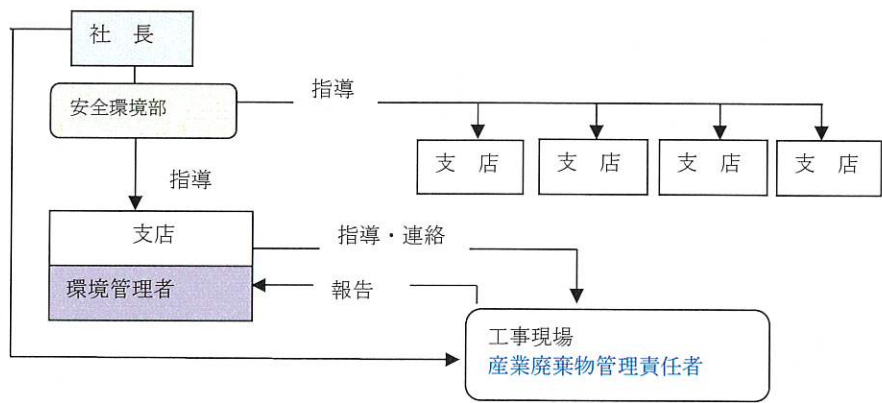 社　長
安全環境部
指導
支　店
支　店
支　店
支　店
指導
支店
指導・連絡
環境管理者
報告
工事現場
産業廃棄物管理責任者